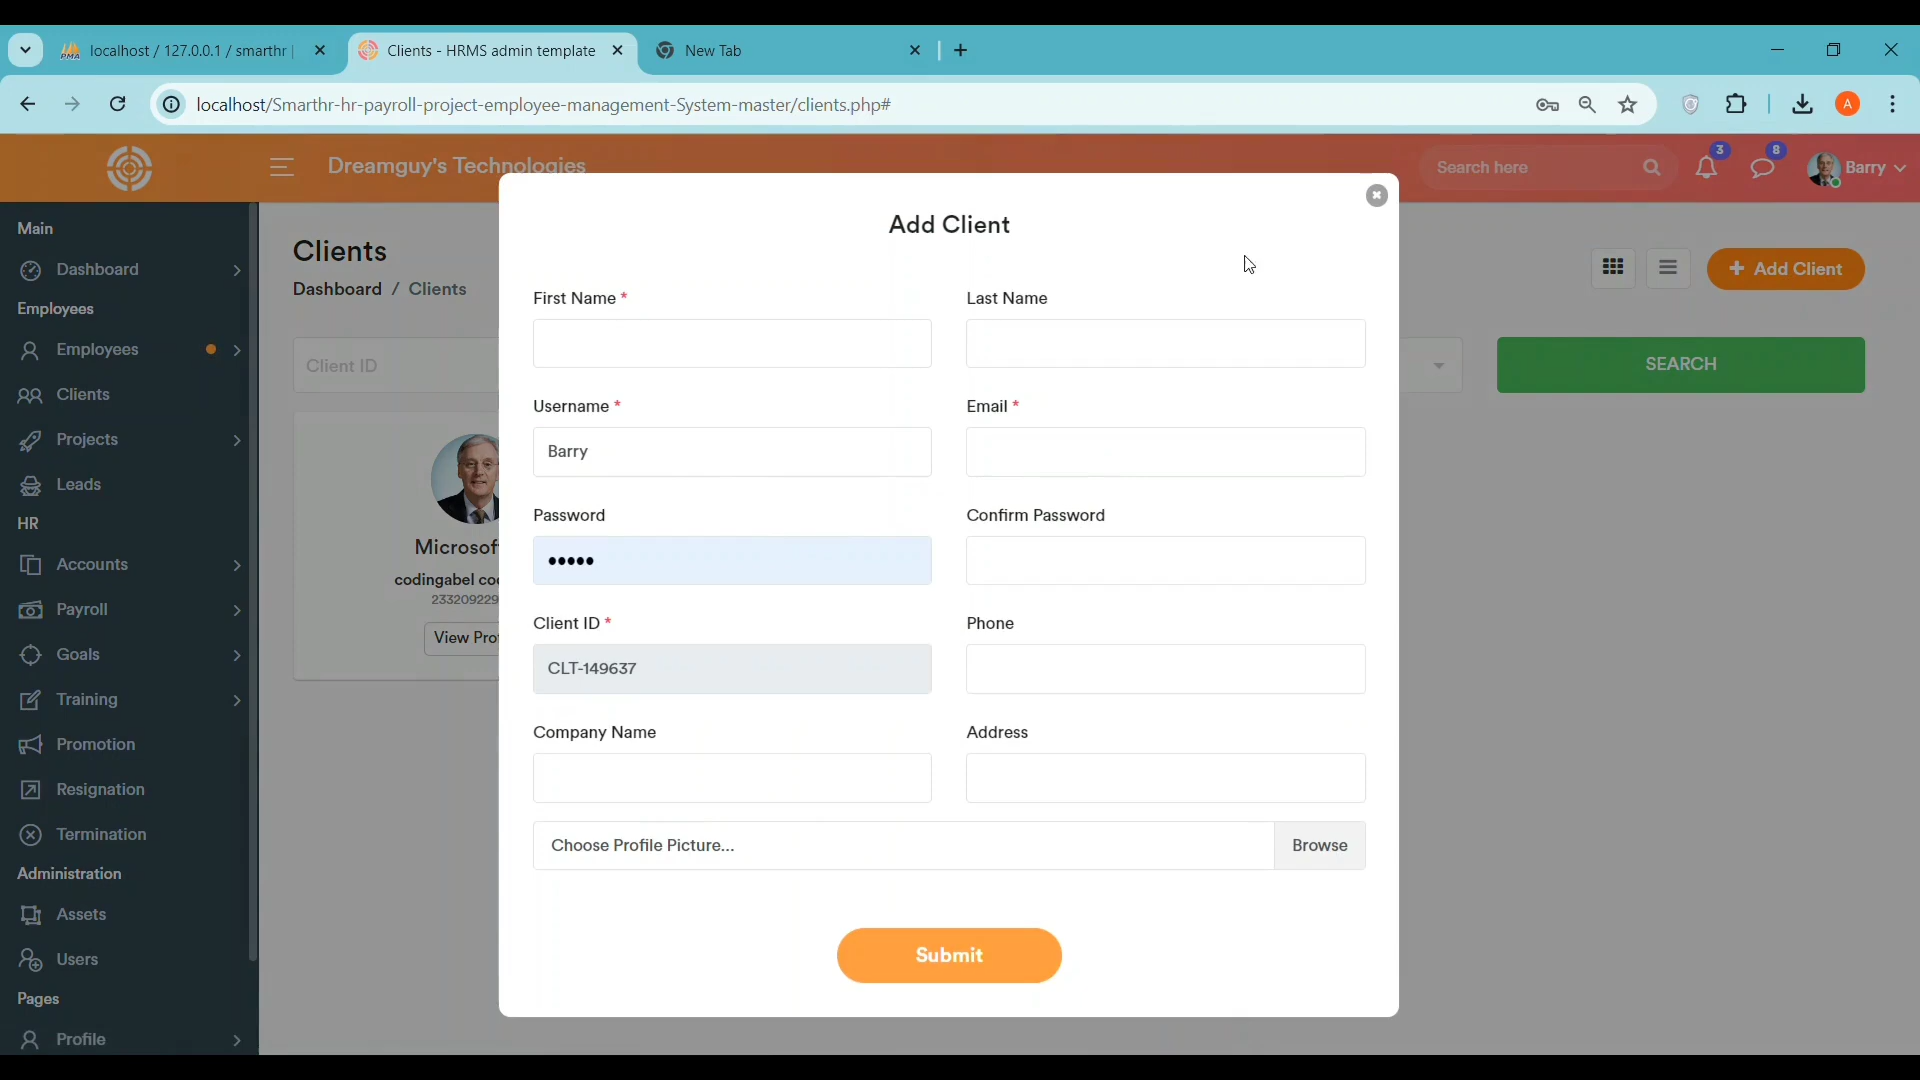 localhost / 127.0.0.1 / smarthr |
Clients - HRMS admin template
New Tab
localhost/Smarthr-hr-payroll-project-employee-management-System-master/clients.php#
A
Dreamguy's Technologies
Search here
3
8
Barry
Main
Dashboard
Employees
Employees
Clients
Projects
Leads
HR
Accounts
Payroll
Goals
Training
Promotion
Resignation
Termination
Administration
Assets
Users
Pages
Profile
Clients
Dashboard / Clients
+ Add Client
Client ID
SEARCH
Microsof
codingabel co
233209229
View Pro
Add Client
First Name *
Last Name
Username *
Email *
Barry
Password
Confirm Password
•••••
Client ID *
Phone
CLT-149637
Company Name
Address
Choose Profile Picture...
Browse
Submit